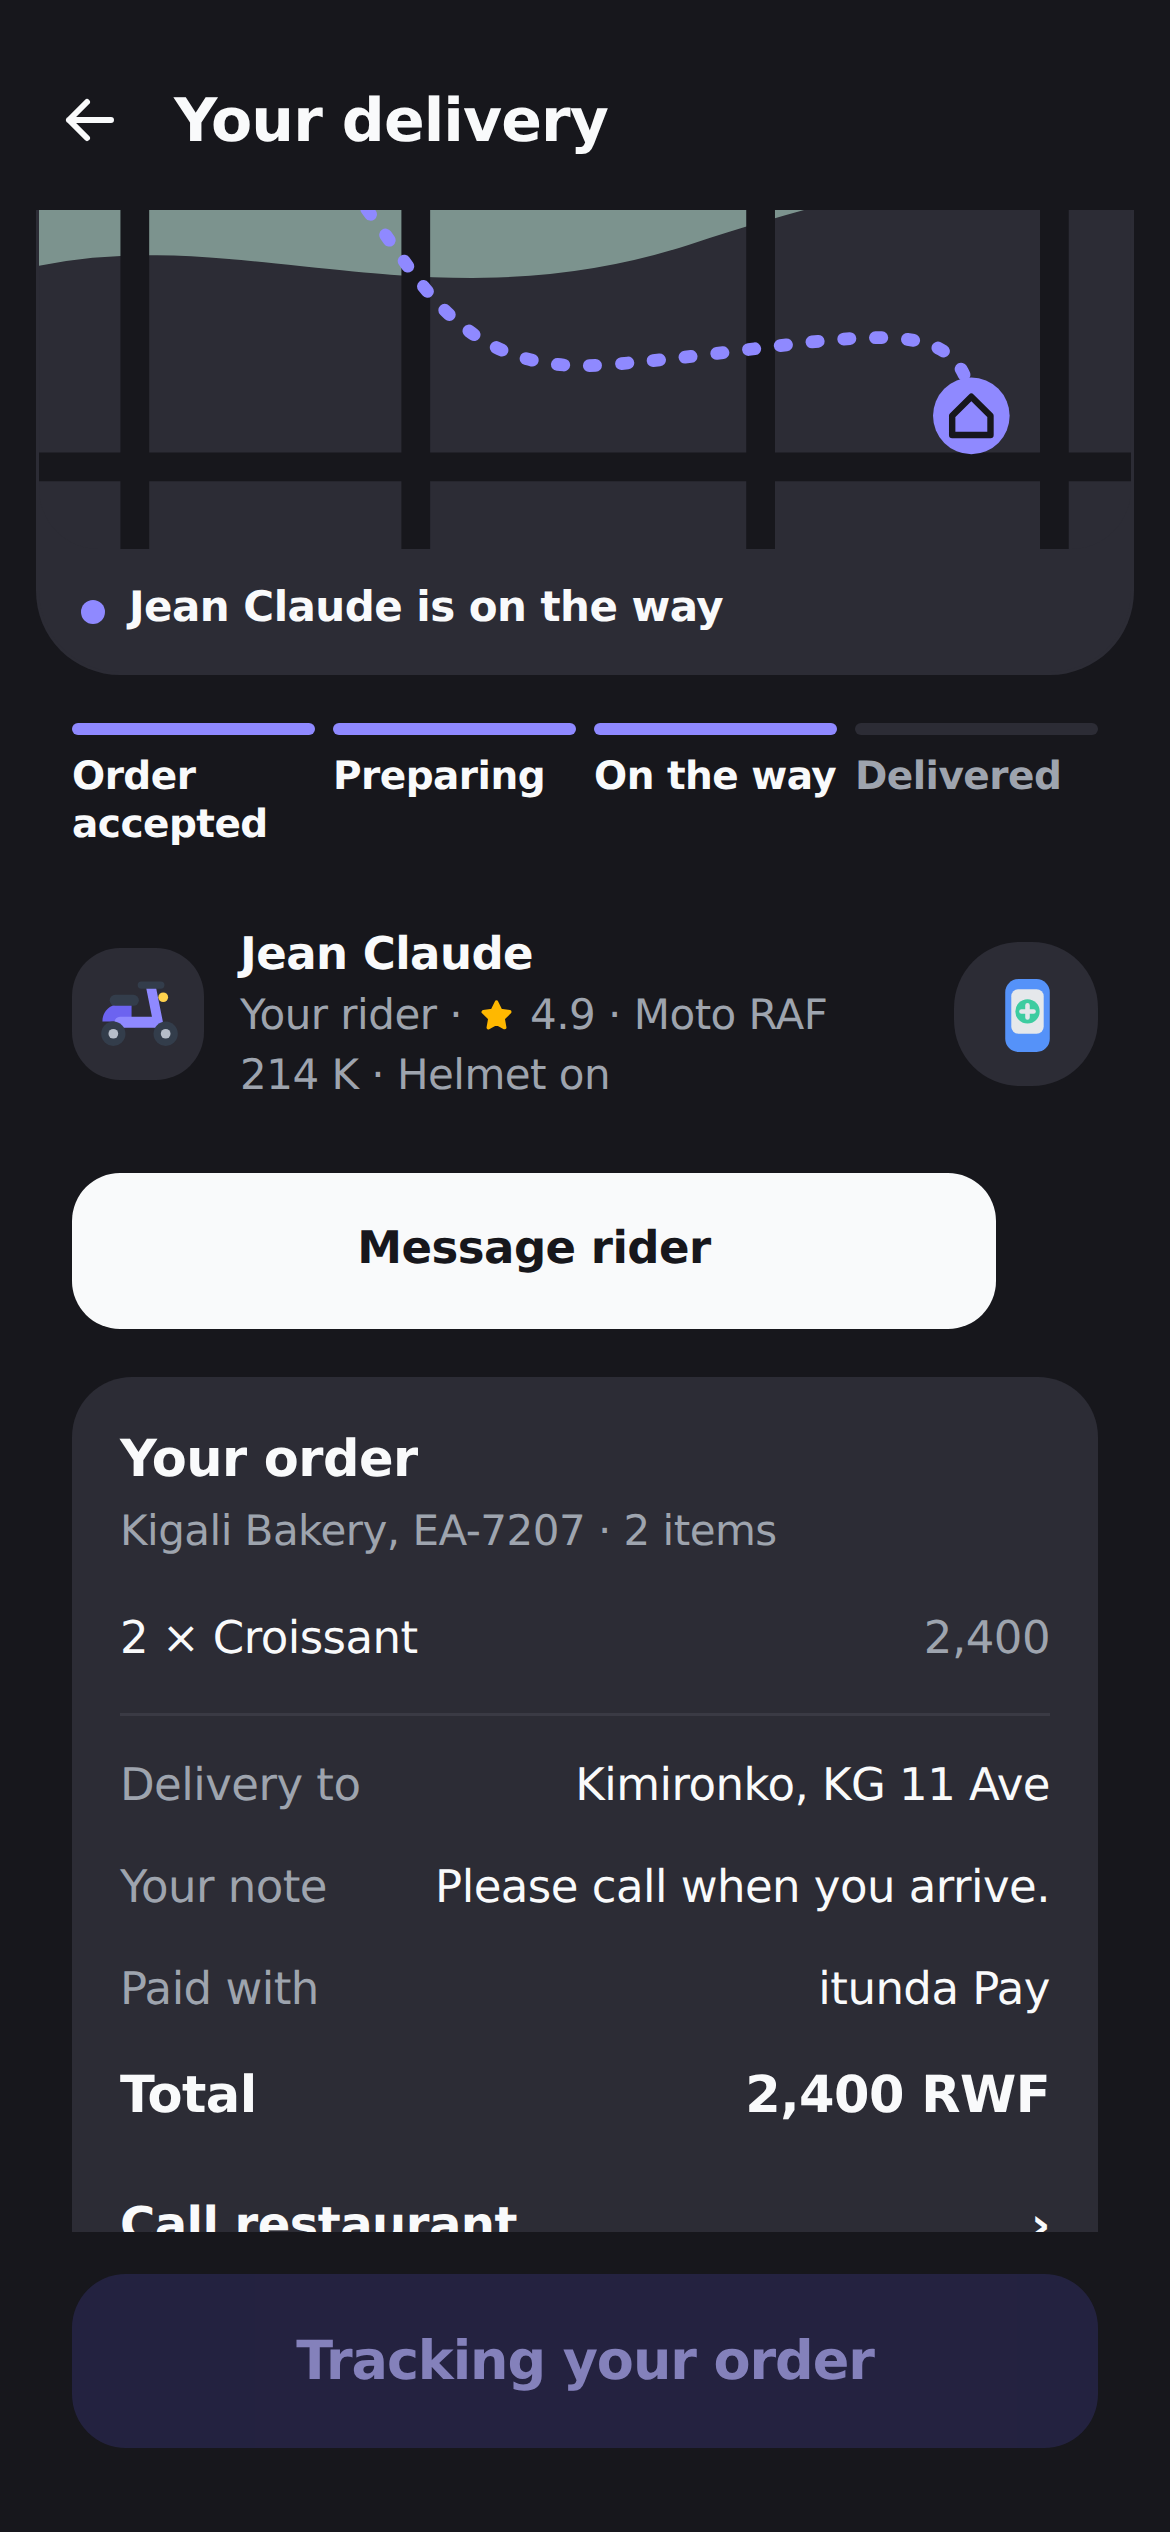 Your delivery
Jean Claude is on the way
Order accepted
Preparing
On the way
Delivered
Jean Claude
Your rider · ★ 4.9 · Moto RAF
214 K · Helmet on
Message rider
Your order
Kigali Bakery, EA-7207 · 2 items
2 × Croissant 2,400
Delivery to Kimironko, KG 11 Ave
Your note Please call when you arrive.
Paid with itunda Pay
Total 2,400 RWF
Call restaurant ›
Tracking your order